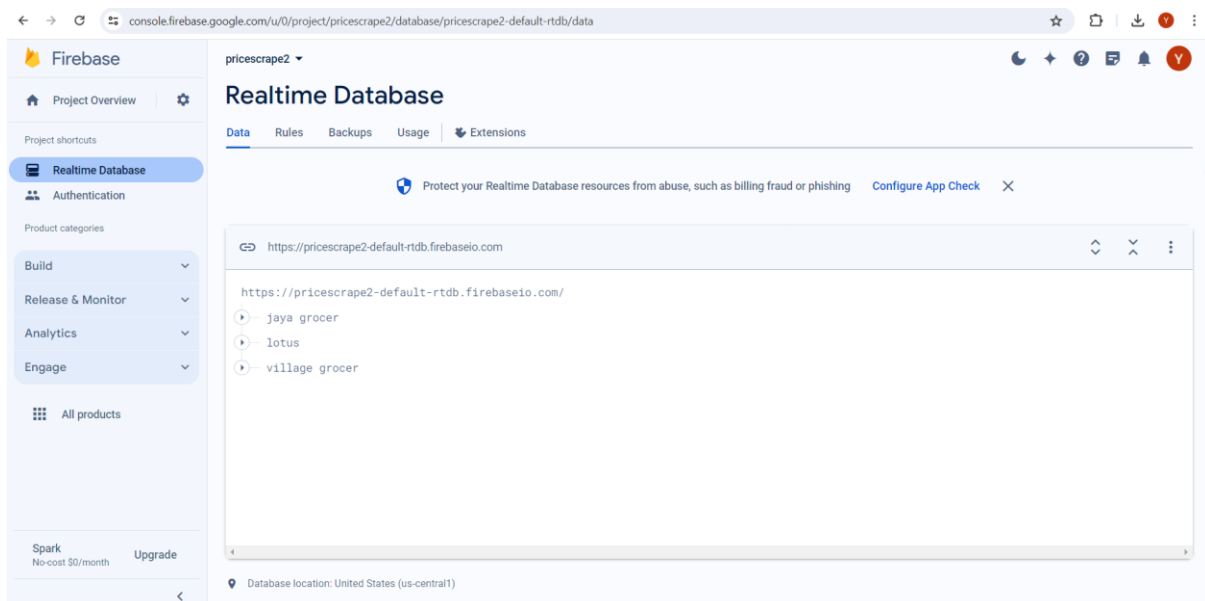 console.firebase.google.com/u/0/project/pricescrape2/database/pricescrape2-default-rtdb/data
Y
Firebase
pricescrape2
Y
Project Overview
Realtime Database
Project shortcuts
Data Rules Backups Usage Extensions
Realtime Database
Authentication
Protect your Realtime Database resources from abuse, such as billing fraud or phishing Configure App Check
Product categories
https://pricescrape2-default-rtdb.firebaseio.com
Build
Release & Monitor
Analytics
Engage
All products
https://pricescrape2-default-rtdb.firebaseio.com/
jaya grocer
lotus
village grocer
Spark
No-cost $0/month
Upgrade
Database location: United States (us-central1)